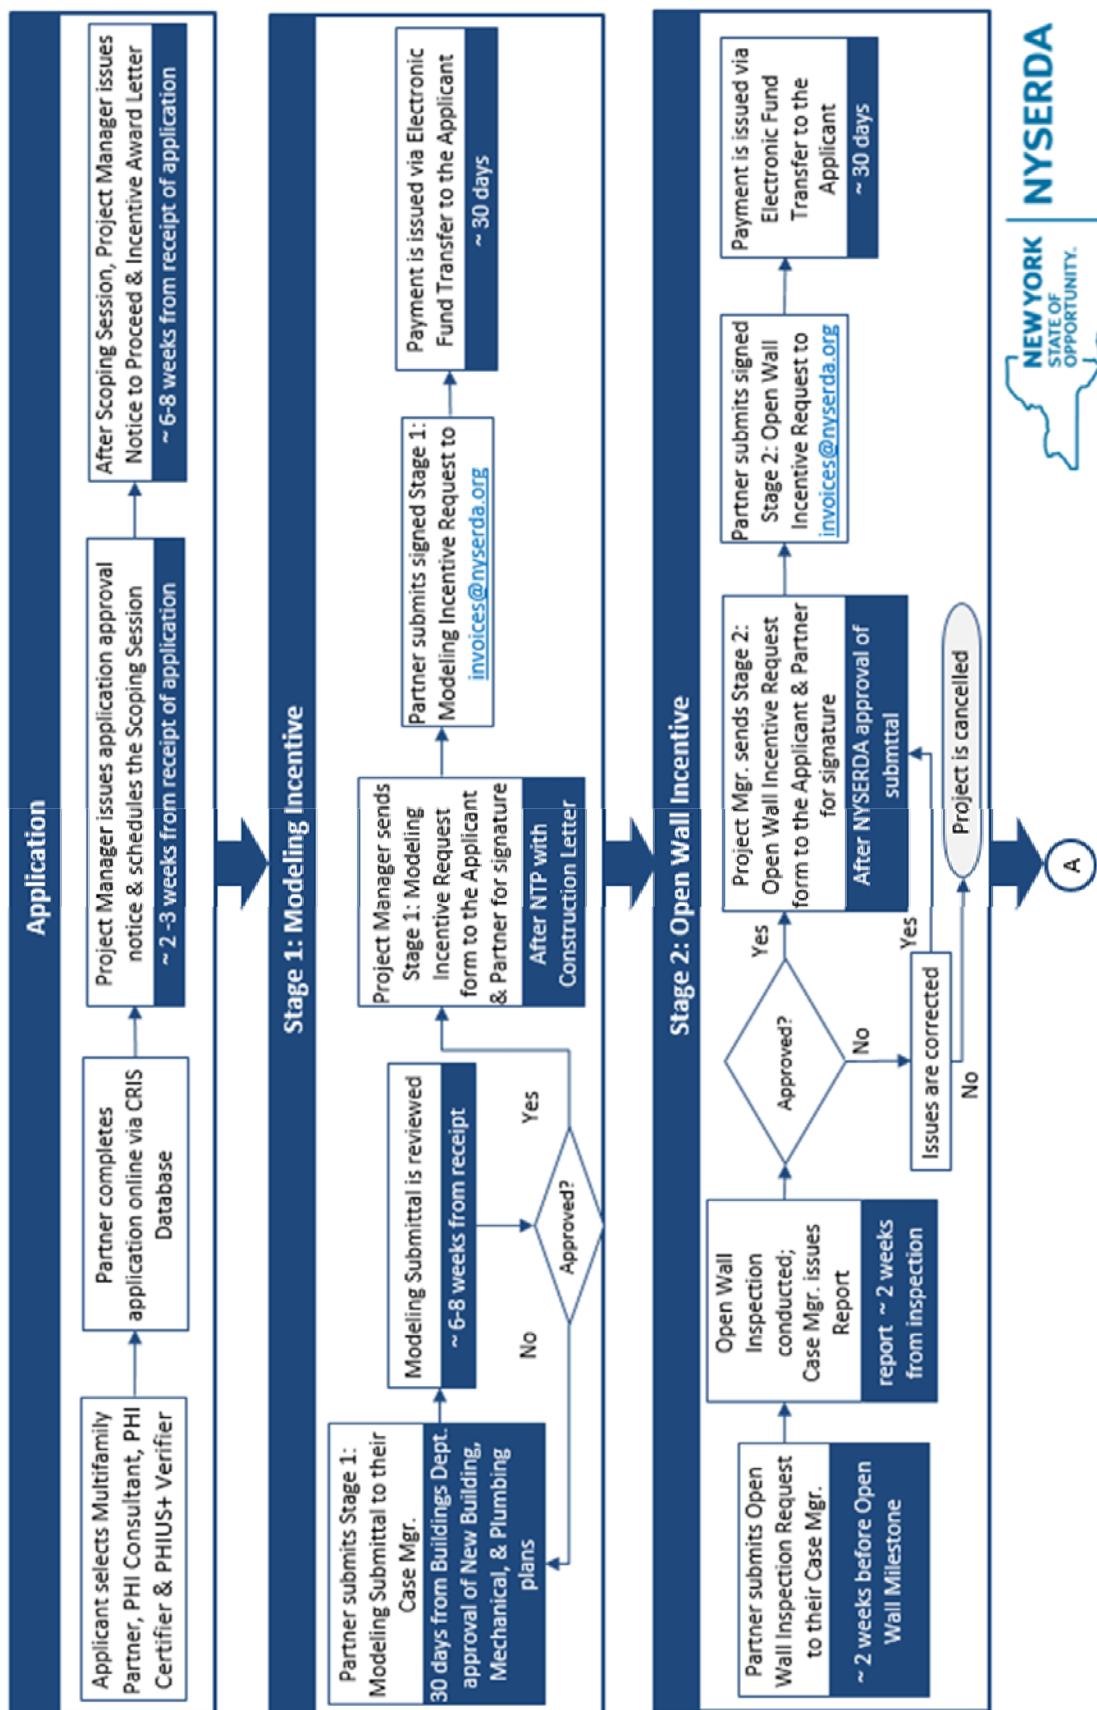 Application
Applicant selects Multifamily
Partner, PHI Consultant, PHI
Certifier & PHIUS+ Verifier
Partner completes
application online via CRIS
Database
Project Manager issues application approval
notice & schedules the Scoping Session
~ 2 -3 weeks from receipt of application
After Scoping Session, Project Manager issues
Notice to Proceed & Incentive Award Letter
~ 6-8 weeks from receipt of application
Stage 1: Modeling Incentive
Partner submits Stage 1:
Modeling Submittal to their
Case Mgr.
30 days from Buildings Dept.
approval of New Building,
Mechanical, & Plumbing
plans
Modeling Submittal is reviewed
~ 6-8 weeks from receipt
Approved?
No
Yes
Project Manager sends
Stage 1: Modeling
Incentive Request
form to the Applicant
& Partner for signature
After NTP with
Construction Letter
Partner submits signed Stage 1:
Modeling Incentive Request to
invoices@nyserda.org
Payment is issued via Electronic
Fund Transfer to the Applicant
~ 30 days
Stage 2: Open Wall Incentive
Partner submits Open
Wall Inspection Request
to their Case Mgr.
~ 2 weeks before Open
Wall Milestone
Open Wall
Inspection
conducted;
Case Mgr. issues
Report
report ~ 2 weeks
from inspection
Approved?
Yes
No
Issues are corrected
Yes
No
Project Mgr. sends Stage 2:
Open Wall Incentive Request
form to the Applicant & Partner
for signature
After NYSERDA approval of
submttal
Project is cancelled
Partner submits signed
Stage 2: Open Wall
Incentive Request to
invoices@nyserda.org
Payment is issued via
Electronic Fund
Transfer to the
Applicant
~ 30 days
A
NEW YORK
STATE OF
OPPORTUNITY.
NYSERDA